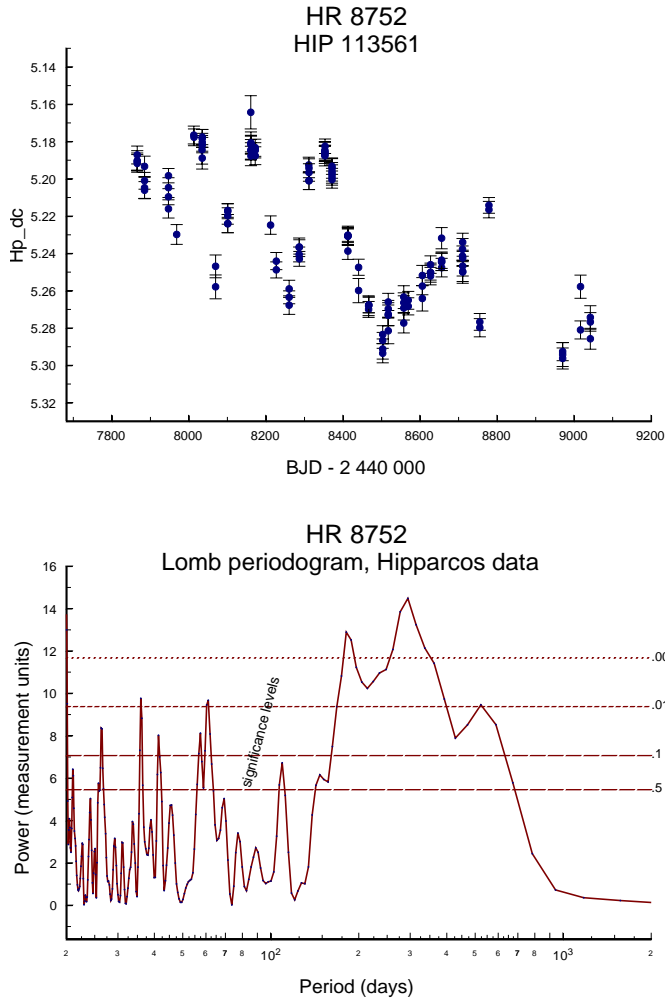 HR 8752
HIP 113561
Hp_dc
5.14
5.16
5.18
5.20
5.22
5.24
5.26
5.28
5.30
5.32
7800 8000 8200 8400 8600 8800 9000 9200
BJD - 2 440 000
HR 8752
Lomb periodogram, Hipparcos data
Power (measurement units)
16
14
12
10
8
6
4
2
0
significance levels
.00
.01
.1
.5
2 3 4 5 6 7 8 10² 2 3 4 5 6 7 8 10³ 2
Period (days)